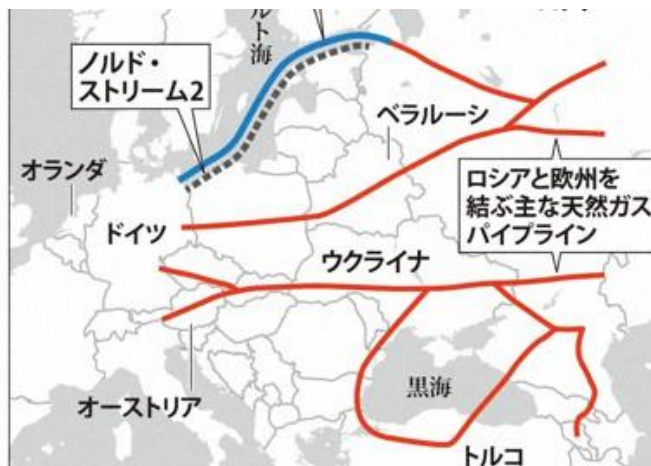 ルト海
ノルド・
ストリーム2
ベラルーシ
オランダ
ロシアと欧州を
結ぶ主な天然ガス
パイプライン
ドイツ
ウクライナ
黒海
オーストリア
トルコ